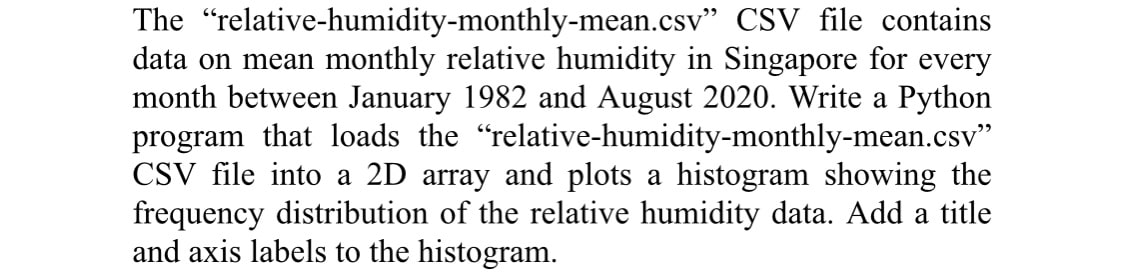 The “relative-humidity-monthly-mean.csv” CSV file contains
data on mean monthly relative humidity in Singapore for every
month between January 1982 and August 2020. Write a Python
program that loads the “relative-humidity-monthly-mean.csv”
CSV file into a 2D array and plots a histogram showing the
frequency distribution of the relative humidity data. Add a title
and axis labels to the histogram.